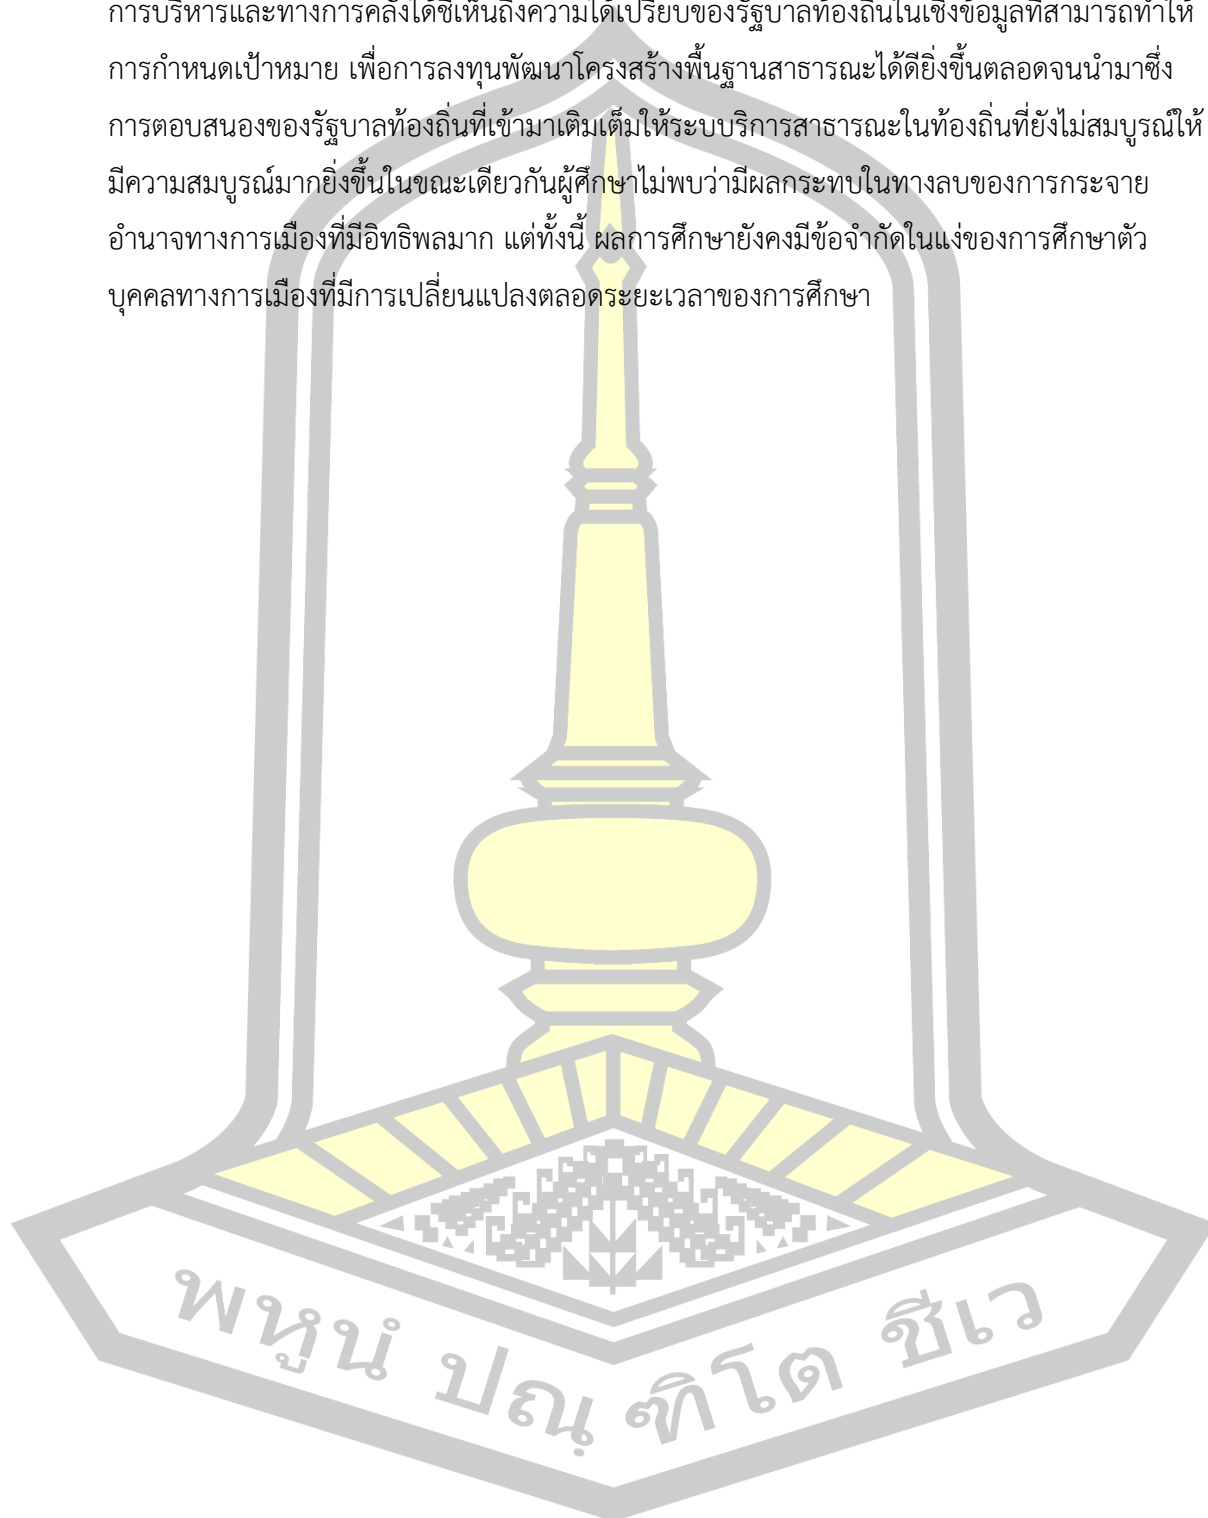 การบริหารและทางการคลังได้ชี้เห็นถึงความได้เปรียบของรัฐบาลท้องถิ่นในเชิงข้อมูลที่สามารถทำให้
การกำหนดเป้าหมาย เพื่อการลงทุนพัฒนาโครงสร้างพื้นฐานสาธารณะได้ดียิ่งขึ้นตลอดจนนำมาซึ่ง
การตอบสนองของรัฐบาลท้องถิ่นที่เข้ามาเติมเต็มให้ระบบบริการสาธารณะในท้องถิ่นที่ยังไม่สมบูรณ์ให้
มีความสมบูรณ์มากยิ่งขึ้นในขณะเดียวกันผู้ศึกษาไม่พบว่ามีผลกระทบในทางลบของการกระจาย
อำนาจทางการเมืองที่มีอิทธิพลมาก แต่ทั้งนี้ ผลการศึกษายังคงมีข้อจำกัดในแง่ของการศึกษาตัว
บุคคลทางการเมืองที่มีการเปลี่ยนแปลงตลอดระยะเวลาของการศึกษา
พหูนํ ปณฺฑิโต ชีเว